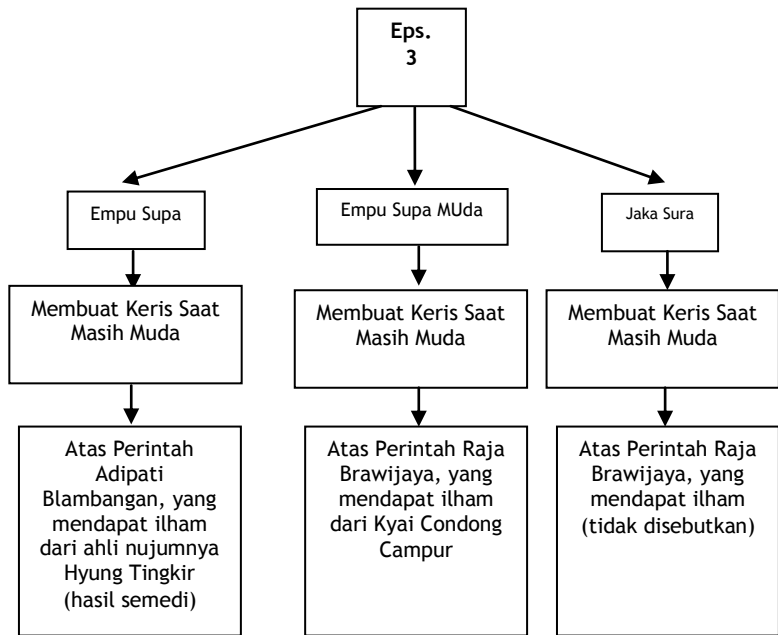 Eps.
3
Empu Supa
Empu Supa MUda
Jaka Sura
Membuat Keris Saat
Masih Muda
Membuat Keris Saat
Masih Muda
Membuat Keris Saat
Masih Muda
Atas Perintah
Adipati
Blambangan, yang
mendapat ilham
dari ahli nujumnya
Hyung Tingkir
(hasil semedi)
Atas Perintah Raja
Brawijaya, yang
mendapat ilham
dari Kyai Condong
Campur
Atas Perintah Raja
Brawijaya, yang
mendapat ilham
(tidak disebutkan)